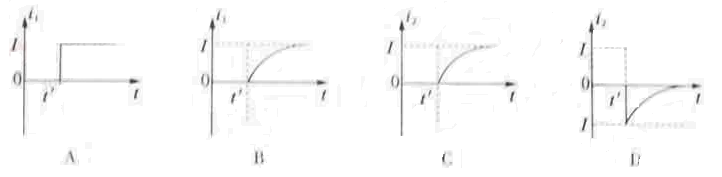 i₁ i₁ i₂ i₂
I I I I
0 0 0 0
t' t t' t t' t t' t
I
A B C D